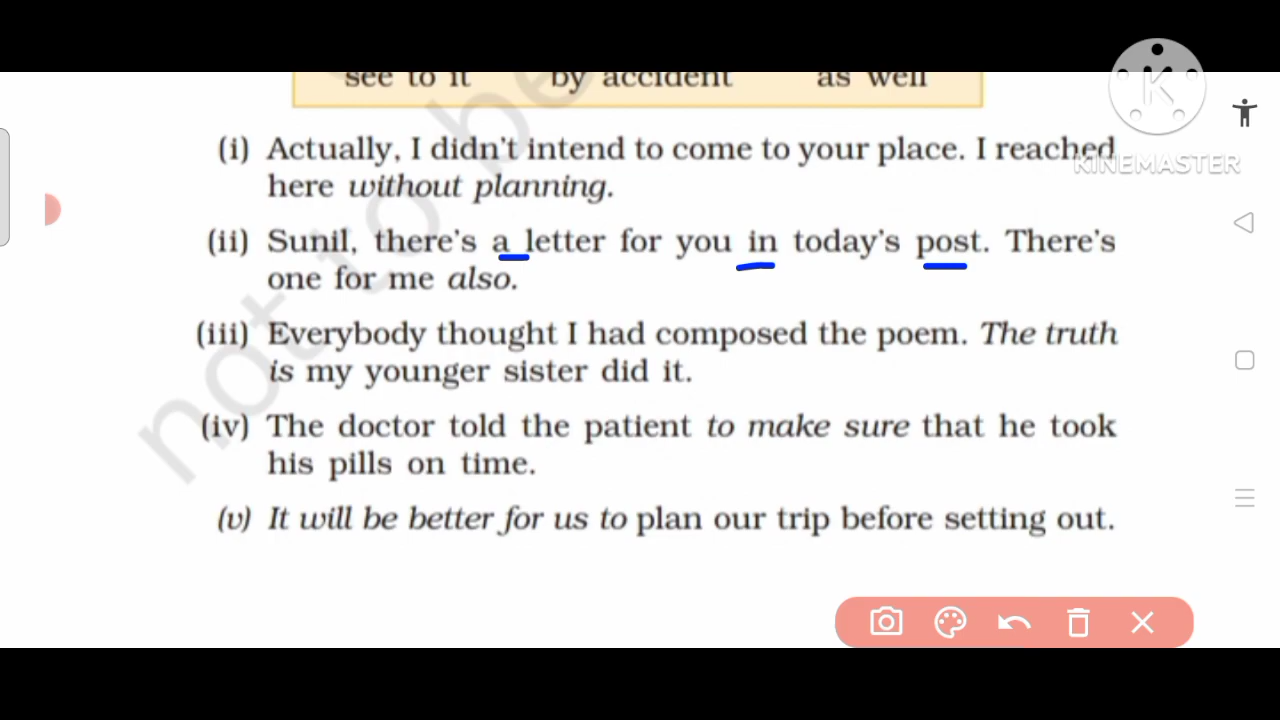 see to it by accident as well
KINEMASTER
(i) Actually, I didn't intend to come to your place. I reached
here without planning.
(ii) Sunil, there's a letter for you in today's post. There's
one for me also.
(iii) Everybody thought I had composed the poem. The truth
is my younger sister did it.
(iv) The doctor told the patient to make sure that he took
his pills on time.
(v) It will be better for us to plan our trip before setting out.
not to be